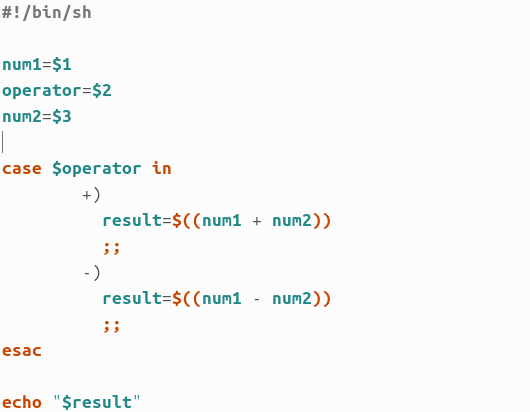 #!/bin/sh

num1=$1
operator=$2
num2=$3

case $operator in
        +)
          result=$((num1 + num2))
          ;;
        -)
          result=$((num1 - num2))
          ;;
esac

echo "$result"